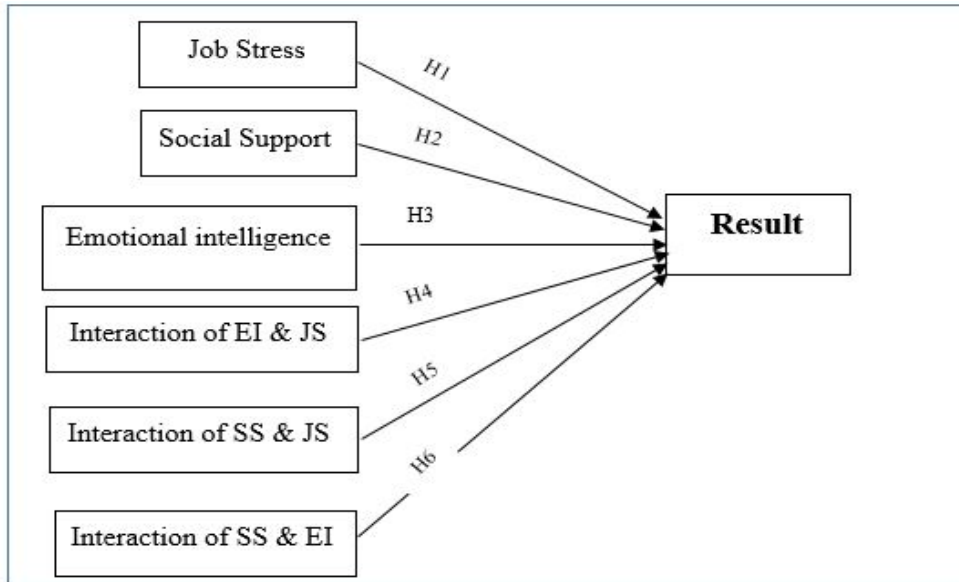 Job Stress
H1
Social Support
H2
Emotional intelligence
H3
Result
Interaction of EI & JS
H4
Interaction of SS & JS
H5
Interaction of SS & EI
H6